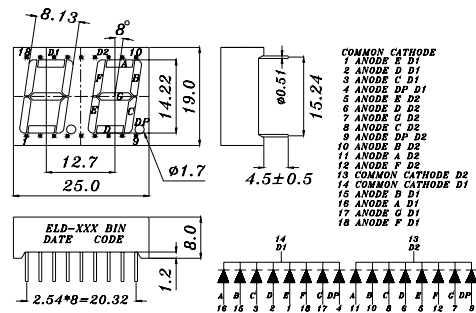 8.13
8°
18 D1 D2 10
A
F B
G
E C
D DP
1 9
14.22
19.0
12.7
ø1.7
25.0
ø0.51
15.24
4.5±0.5
COMMON CATHODE
1 ANODE E D1
2 ANODE D D1
3 ANODE C D1
4 ANODE DP D1
5 ANODE E D2
6 ANODE D D2
7 ANODE G D2
8 ANODE C D2
9 ANODE DP D2
10 ANODE B D2
11 ANODE A D2
12 ANODE F D2
13 COMMON CATHODE D2
14 COMMON CATHODE D1
15 ANODE B D1
16 ANODE A D1
17 ANODE G D1
18 ANODE F D1
ELD-XXX BIN
DATE CODE
8.0
1.2
2.54*8=20.32
14
D1
A B C D E F G DP
16 15 3 2 1 18 17 4
13
D2
A B C D E F G DP
11 10 8 6 5 12 7 9